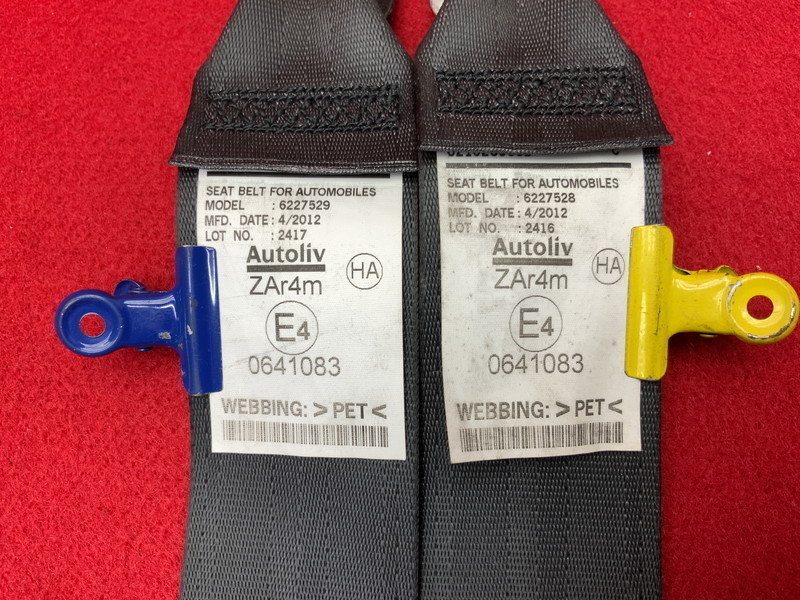 SEAT BELT FOR AUTOMOBILES
MODEL : 6227529
MFD. DATE : 4/2012
LOT NO. : 2417
Autoliv
ZAr4m
HA
E4
0641083
WEBBING: >PET<
SEAT BELT FOR AUTOMOBILES
MODEL : 6227528
MFD. DATE : 4/2012
LOT NO. : 2416
Autoliv
ZAr4m
HA
E4
0641083
WEBBING: >PET<